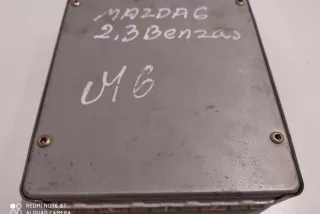 MAZDA6
2,3 Benzas
M6
REDMI NOTE 8T
AI QUAD CAMERA